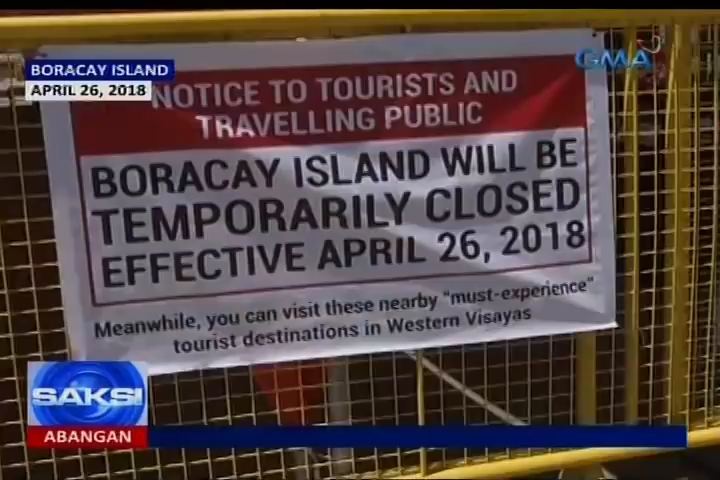 BORACAY ISLAND
APRIL 26, 2018
GMA
NOTICE TO TOURISTS AND
TRAVELLING PUBLIC
BORACAY ISLAND WILL BE
TEMPORARILY CLOSED
EFFECTIVE APRIL 26, 2018
Meanwhile, you can visit these nearby "must-experience"
tourist destinations in Western Visayas
SAKSI
ABANGAN